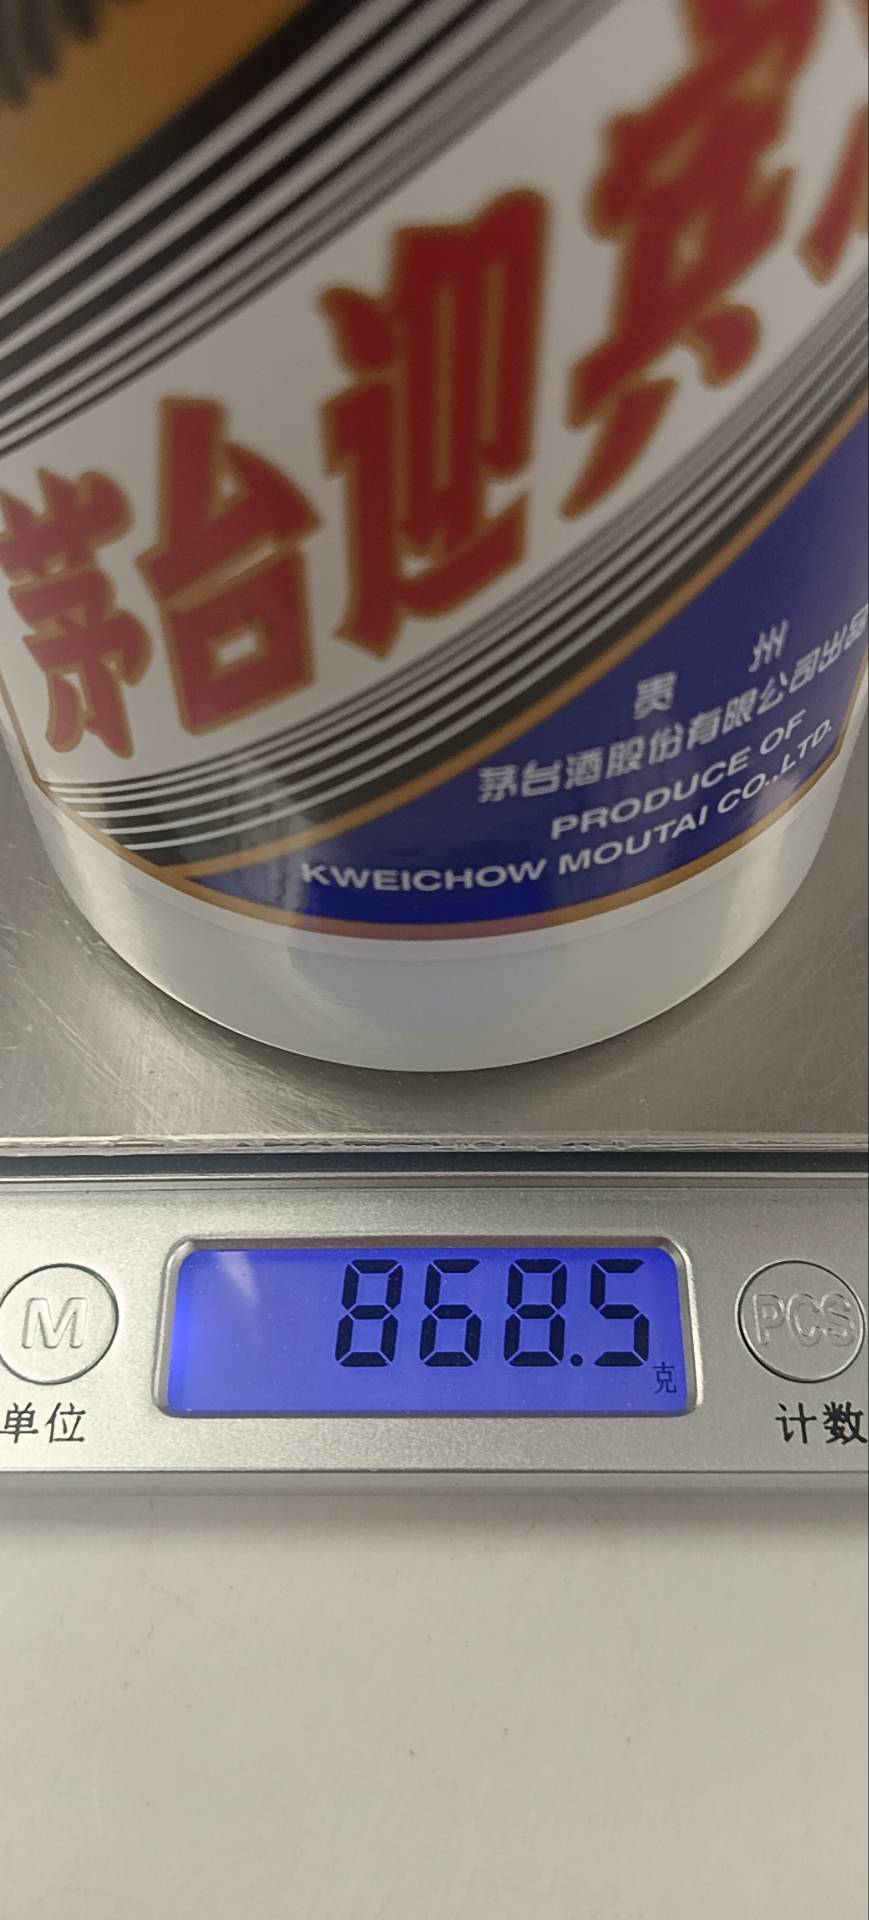 茅台迎宾
贵州
茅台酒股份有限公司出品
PRODUCE OF
KWEICHOW MOUTAI CO.,LTD.
868.5
克
M
PCS
单位
计数